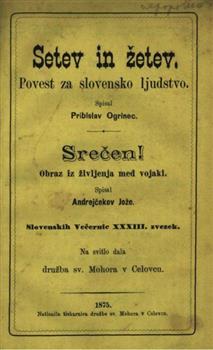 Setev in žetev.
Povest za slovensko ljudstvo.
Spisal
Pribislav Ogrinec.
Srečen!
Obraz iz življenja med vojaki.
Spisal
Andrejčekov Jože.
Slovenskih Večernic XXXIII. zvezek.
Na svitlo dala
družba sv. Mohora v Celovcu.
1875.
Natisnila tiskarnica družbe sv. Mohora v Celovcu.